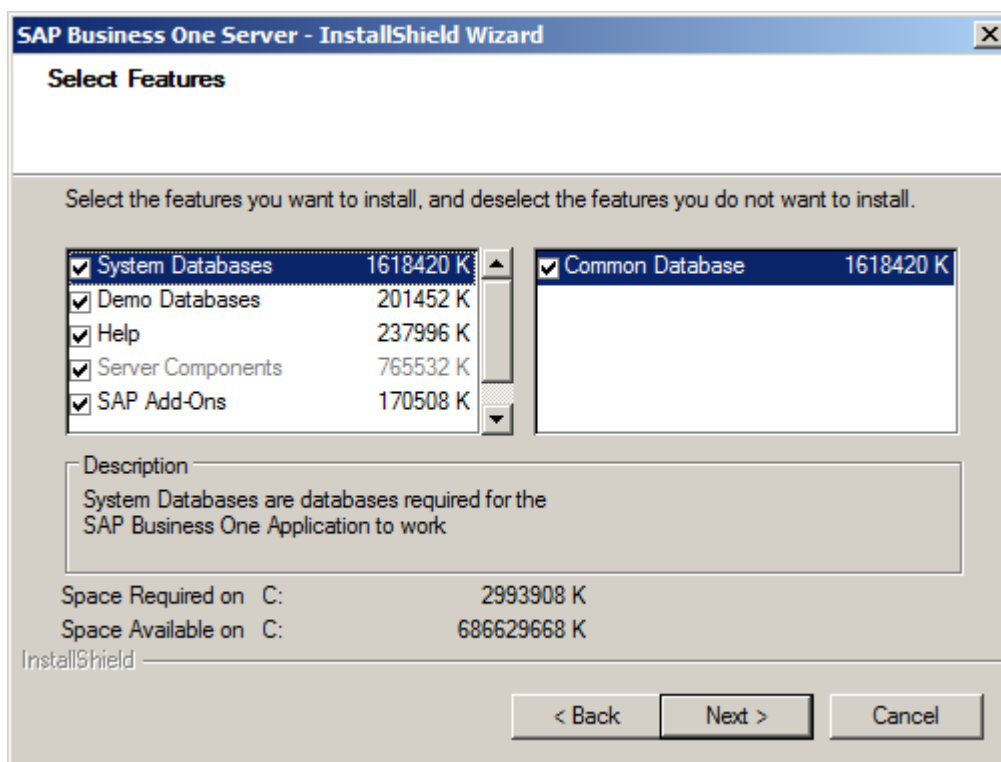 SAP Business One Server - InstallShield Wizard
Select Features
Select the features you want to install, and deselect the features you do not want to install.
System Databases 1618420 K
Demo Databases 201452 K
Help 237996 K
Server Components 765532 K
SAP Add-Ons 170508 K
Common Database 1618420 K
Description
System Databases are databases required for the
SAP Business One Application to work
Space Required on C: 2993908 K
Space Available on C: 686629668 K
InstallShield
< Back
Next >
Cancel